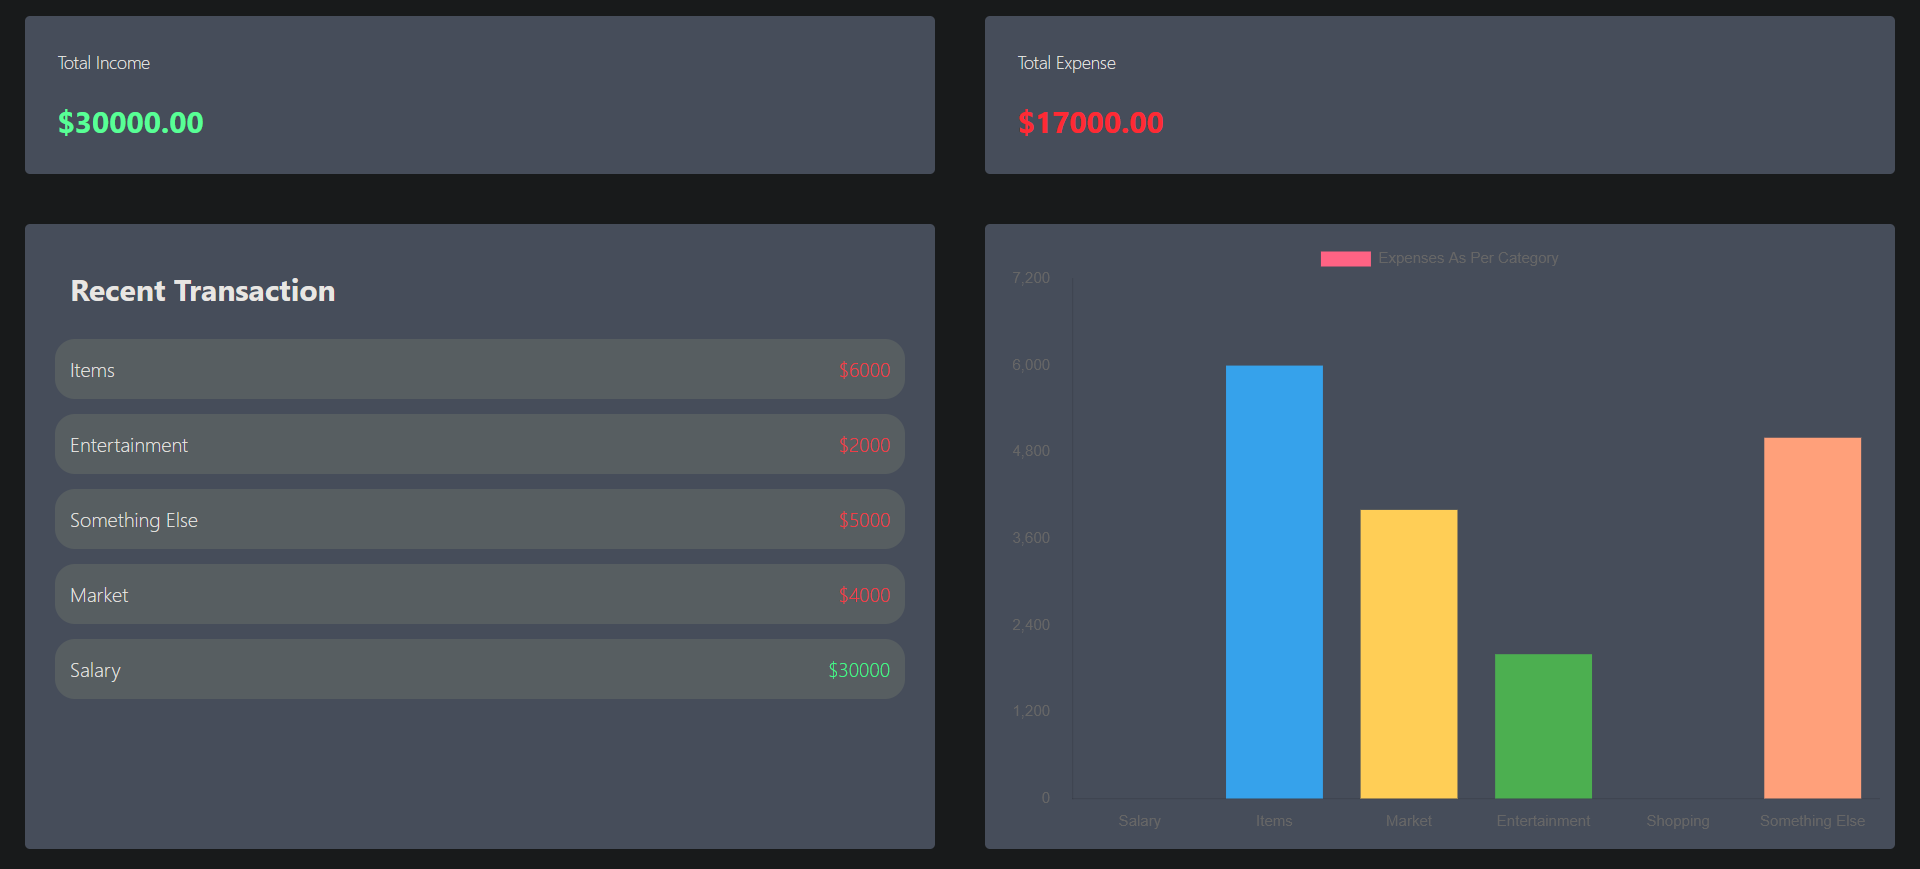 Total Income
$30000.00
Total Expense
$17000.00
Recent Transaction
Items $6000
Entertainment $2000
Something Else $5000
Market $4000
Salary $30000
Expenses As Per Category
7,200
6,000
4,800
3,600
2,400
1,200
0
Salary Items Market Entertainment Shopping Something Else